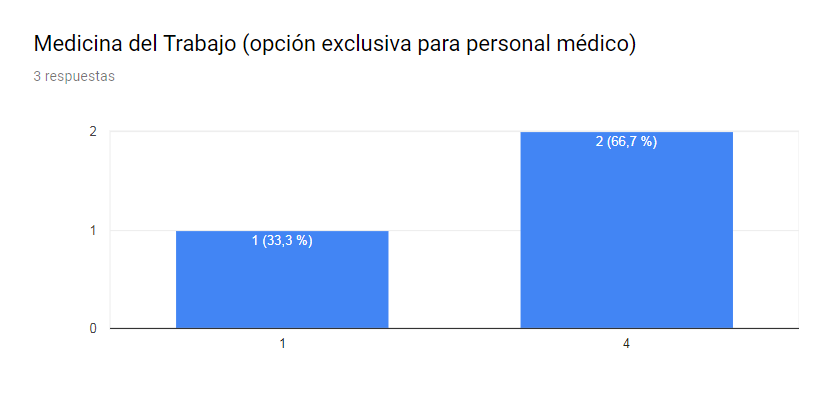 Medicina del Trabajo (opción exclusiva para personal médico)
3 respuestas
2
2 (66,7 %)
1
1 (33,3 %)
0
1
4